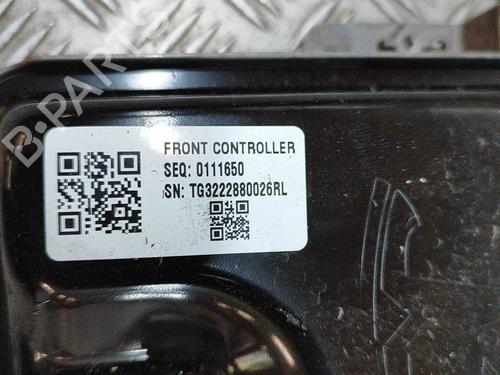 B-PARTS
FRONT CONTROLLER
SEQ: 0111650
SN: TG3222880026RL